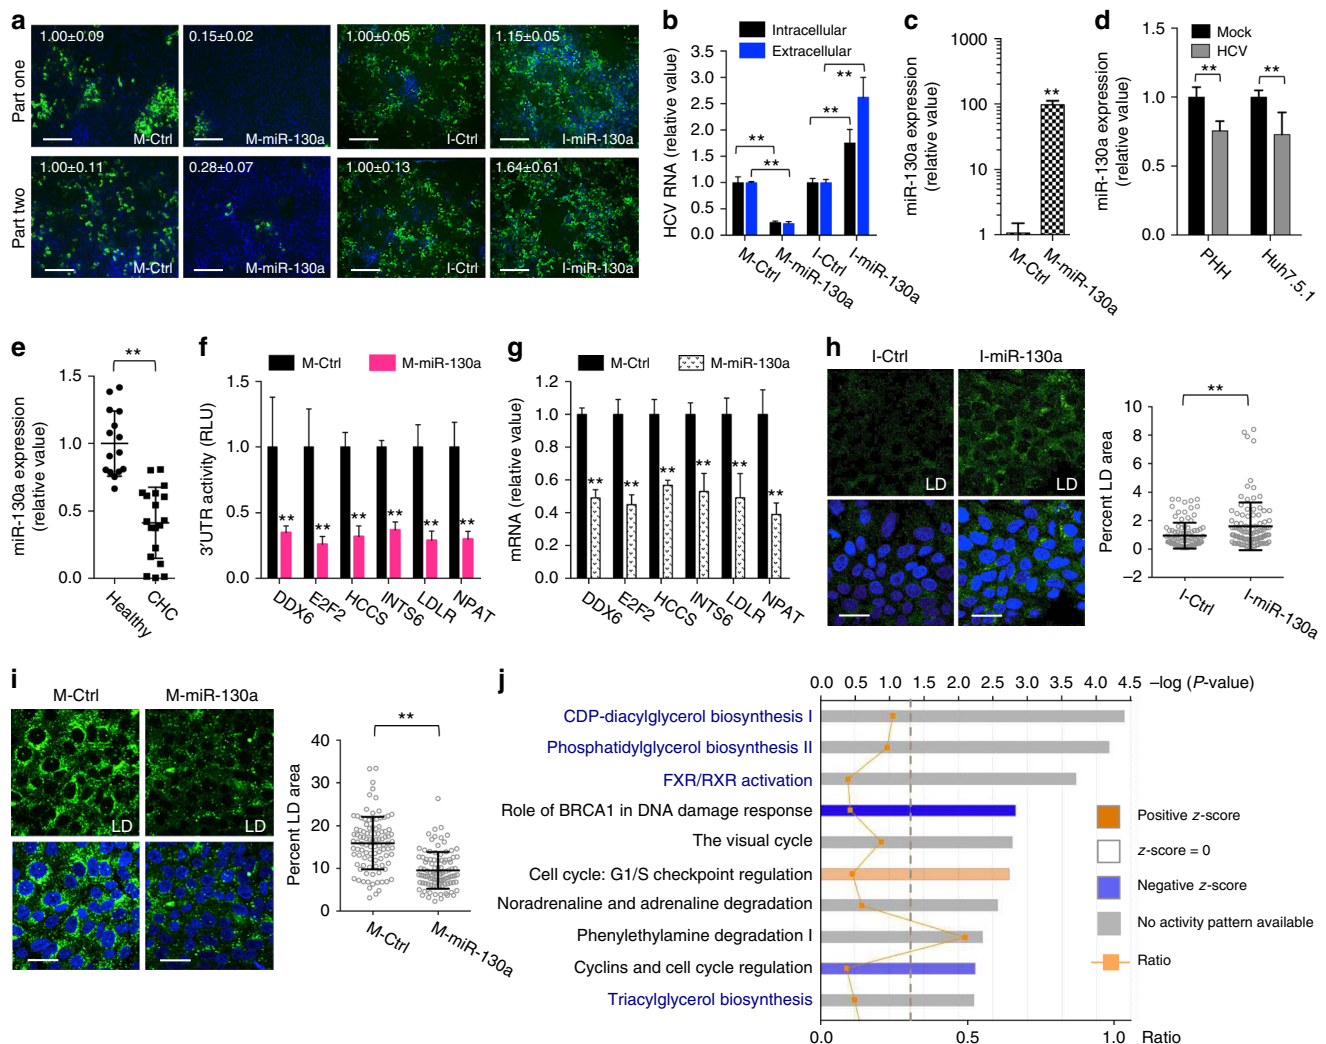 a
Part one
1.00±0.09
M-Ctrl
0.15±0.02
M-miR-130a
1.00±0.05
I-Ctrl
1.15±0.05
I-miR-130a
Part two
1.00±0.11
M-Ctrl
0.28±0.07
M-miR-130a
1.00±0.13
I-Ctrl
1.64±0.61
I-miR-130a
b
Intracellular
Extracellular
HCV RNA (relative value)
3.5
3.0
2.5
2.0
1.5
1.0
0.5
0.0
**
**
**
**
M-Ctrl
M-miR-130a
I-Ctrl
I-miR-130a
c
miR-130a expression
(relative value)
1000
100
10
1
**
M-Ctrl
M-miR-130a
d
Mock
HCV
miR-130a expression
(relative value)
1.5
1.0
0.5
0.0
**
**
PHH
Huh7.5.1
e
miR-130a expression
(relative value)
1.5
1.0
0.5
0.0
**
Healthy
CHC
f
M-Ctrl
M-miR-130a
3′UTR activity (RLU)
1.5
1.0
0.5
0.0
**
**
**
**
**
**
DDX6
E2F2
HCCS
INTS6
LDLR
NPAT
g
M-Ctrl
M-miR-130a
mRNA (relative value)
1.2
1.0
0.8
0.6
0.4
0.2
0.0
**
**
**
**
**
**
DDX6
E2F2
HCCS
INTS6
LDLR
NPAT
h
I-Ctrl
I-miR-130a
LD
LD
Percent LD area
10
8
6
4
2
0
−2
**
I-Ctrl
I-miR-130a
i
M-Ctrl
M-miR-130a
LD
LD
Percent LD area
40
30
20
10
0
**
M-Ctrl
M-miR-130a
j
0.0 0.5 1.5 1.0 2.0 2.5 3.0 3.5 4.0 4.5 –log (P-value)
CDP-diacylglycerol biosynthesis I
Phosphatidylglycerol biosynthesis II
FXR/RXR activation
Role of BRCA1 in DNA damage response
The visual cycle
Cell cycle: G1/S checkpoint regulation
Noradrenaline and adrenaline degradation
Phenylethylamine degradation I
Cyclins and cell cycle regulation
Triacylglycerol biosynthesis
Positive z-score
z-score = 0
Negative z-score
No activity pattern available
Ratio
0.0 0.5 1.0 Ratio